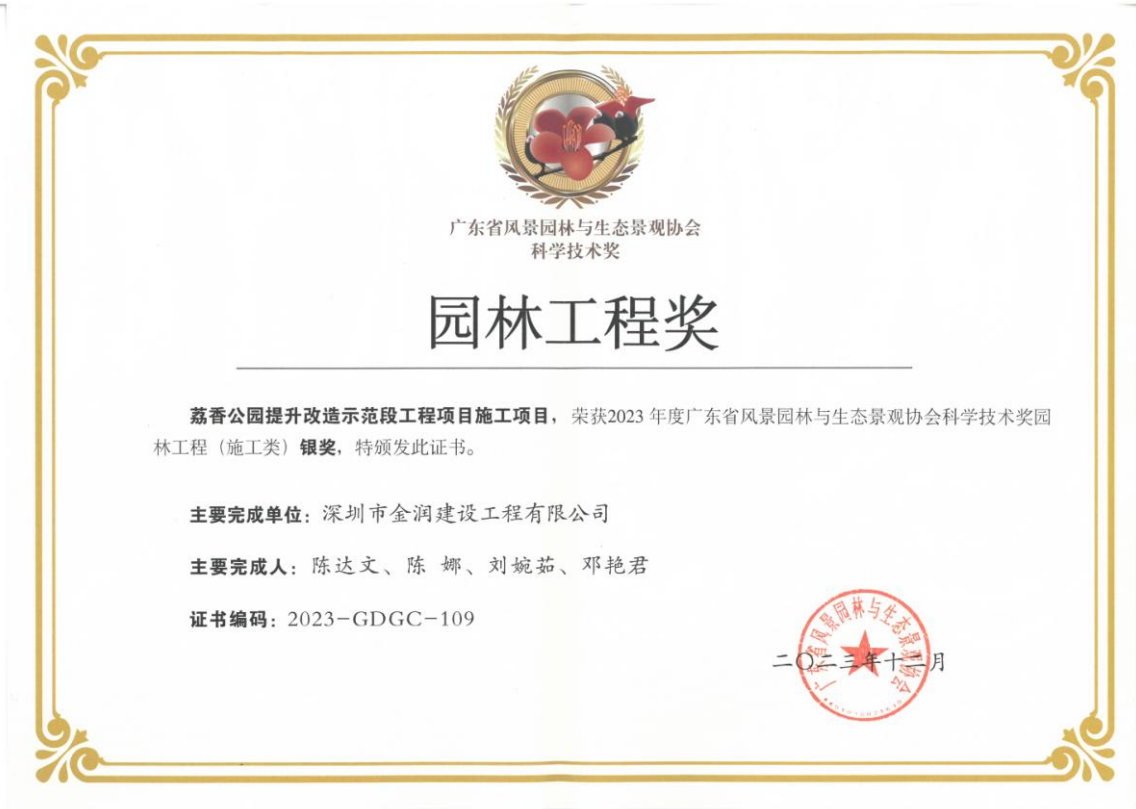 广东省风景园林与生态景观协会
科学技术奖
园林工程奖
荔香公园提升改造示范段工程项目施工项目，荣获2023 年度广东省风景园林与生态景观协会科学技术奖园
林工程（施工类）银奖，特颁发此证书。
主要完成单位：深圳市金润建设工程有限公司
主要完成人：陈达文、陈 娜、刘婉茹、邓艳君
证书编码：2023-GDGC-109
广东省风景园林与生态景观协会
二〇二三年十二月